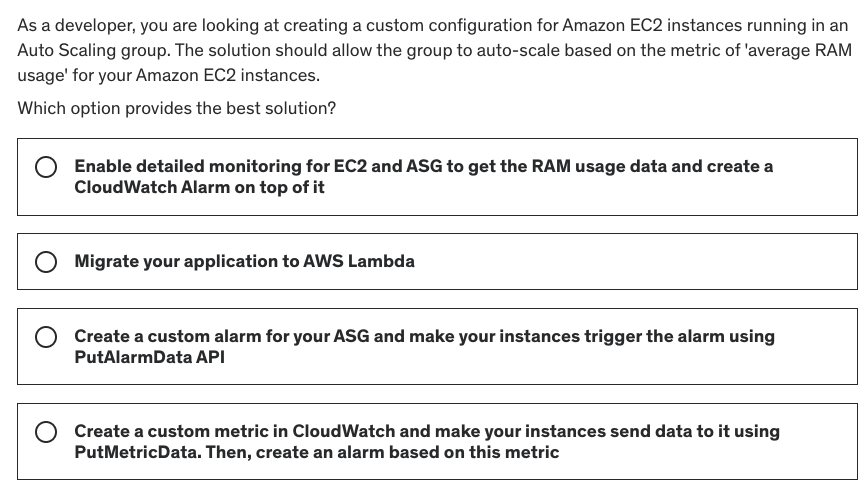 As a developer, you are looking at creating a custom configuration for Amazon EC2 instances running in an
Auto Scaling group. The solution should allow the group to auto-scale based on the metric of 'average RAM
usage' for your Amazon EC2 instances.
Which option provides the best solution?
Enable detailed monitoring for EC2 and ASG to get the RAM usage data and create a
CloudWatch Alarm on top of it
Migrate your application to AWS Lambda
Create a custom alarm for your ASG and make your instances trigger the alarm using
PutAlarmData API
Create a custom metric in CloudWatch and make your instances send data to it using
PutMetricData. Then, create an alarm based on this metric